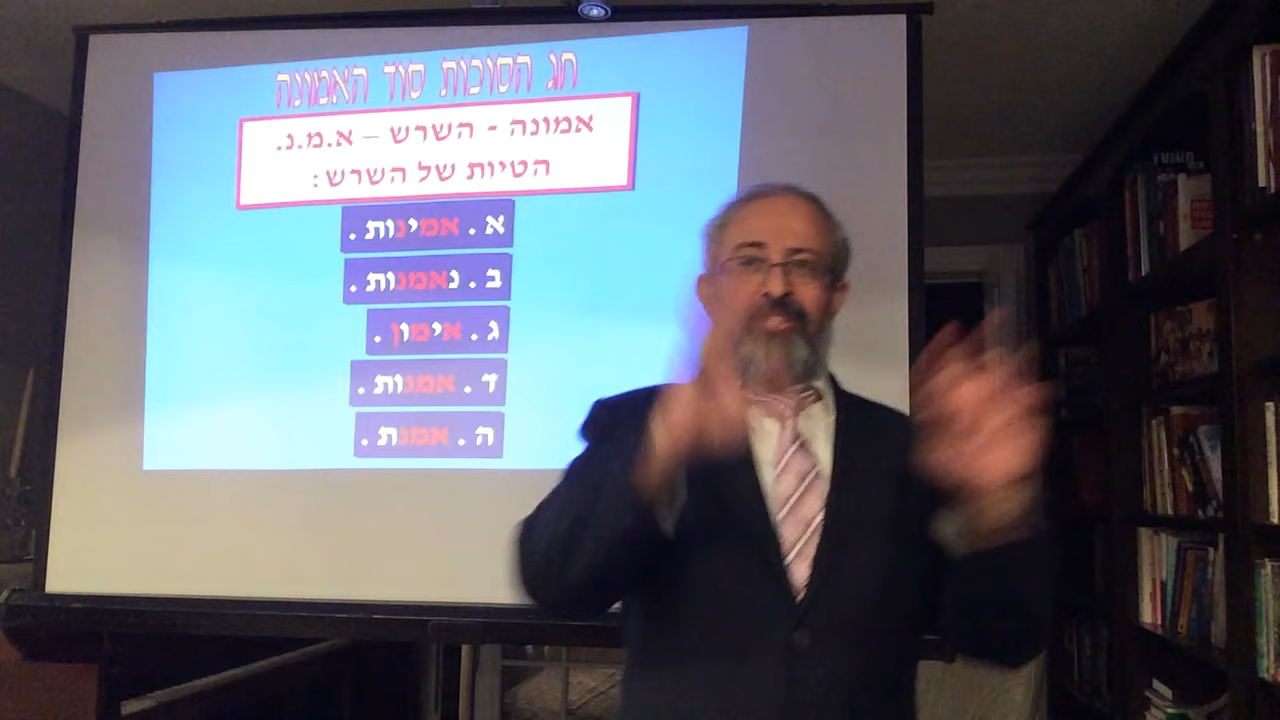 חג הסוכות סוד האמונה
אמונה - השרש – א.מ.נ.
הטיות של השרש:
א . אמינות .
ב . נאמנות .
ג . אימון .
ד . אמנות .
ה . אמנת .